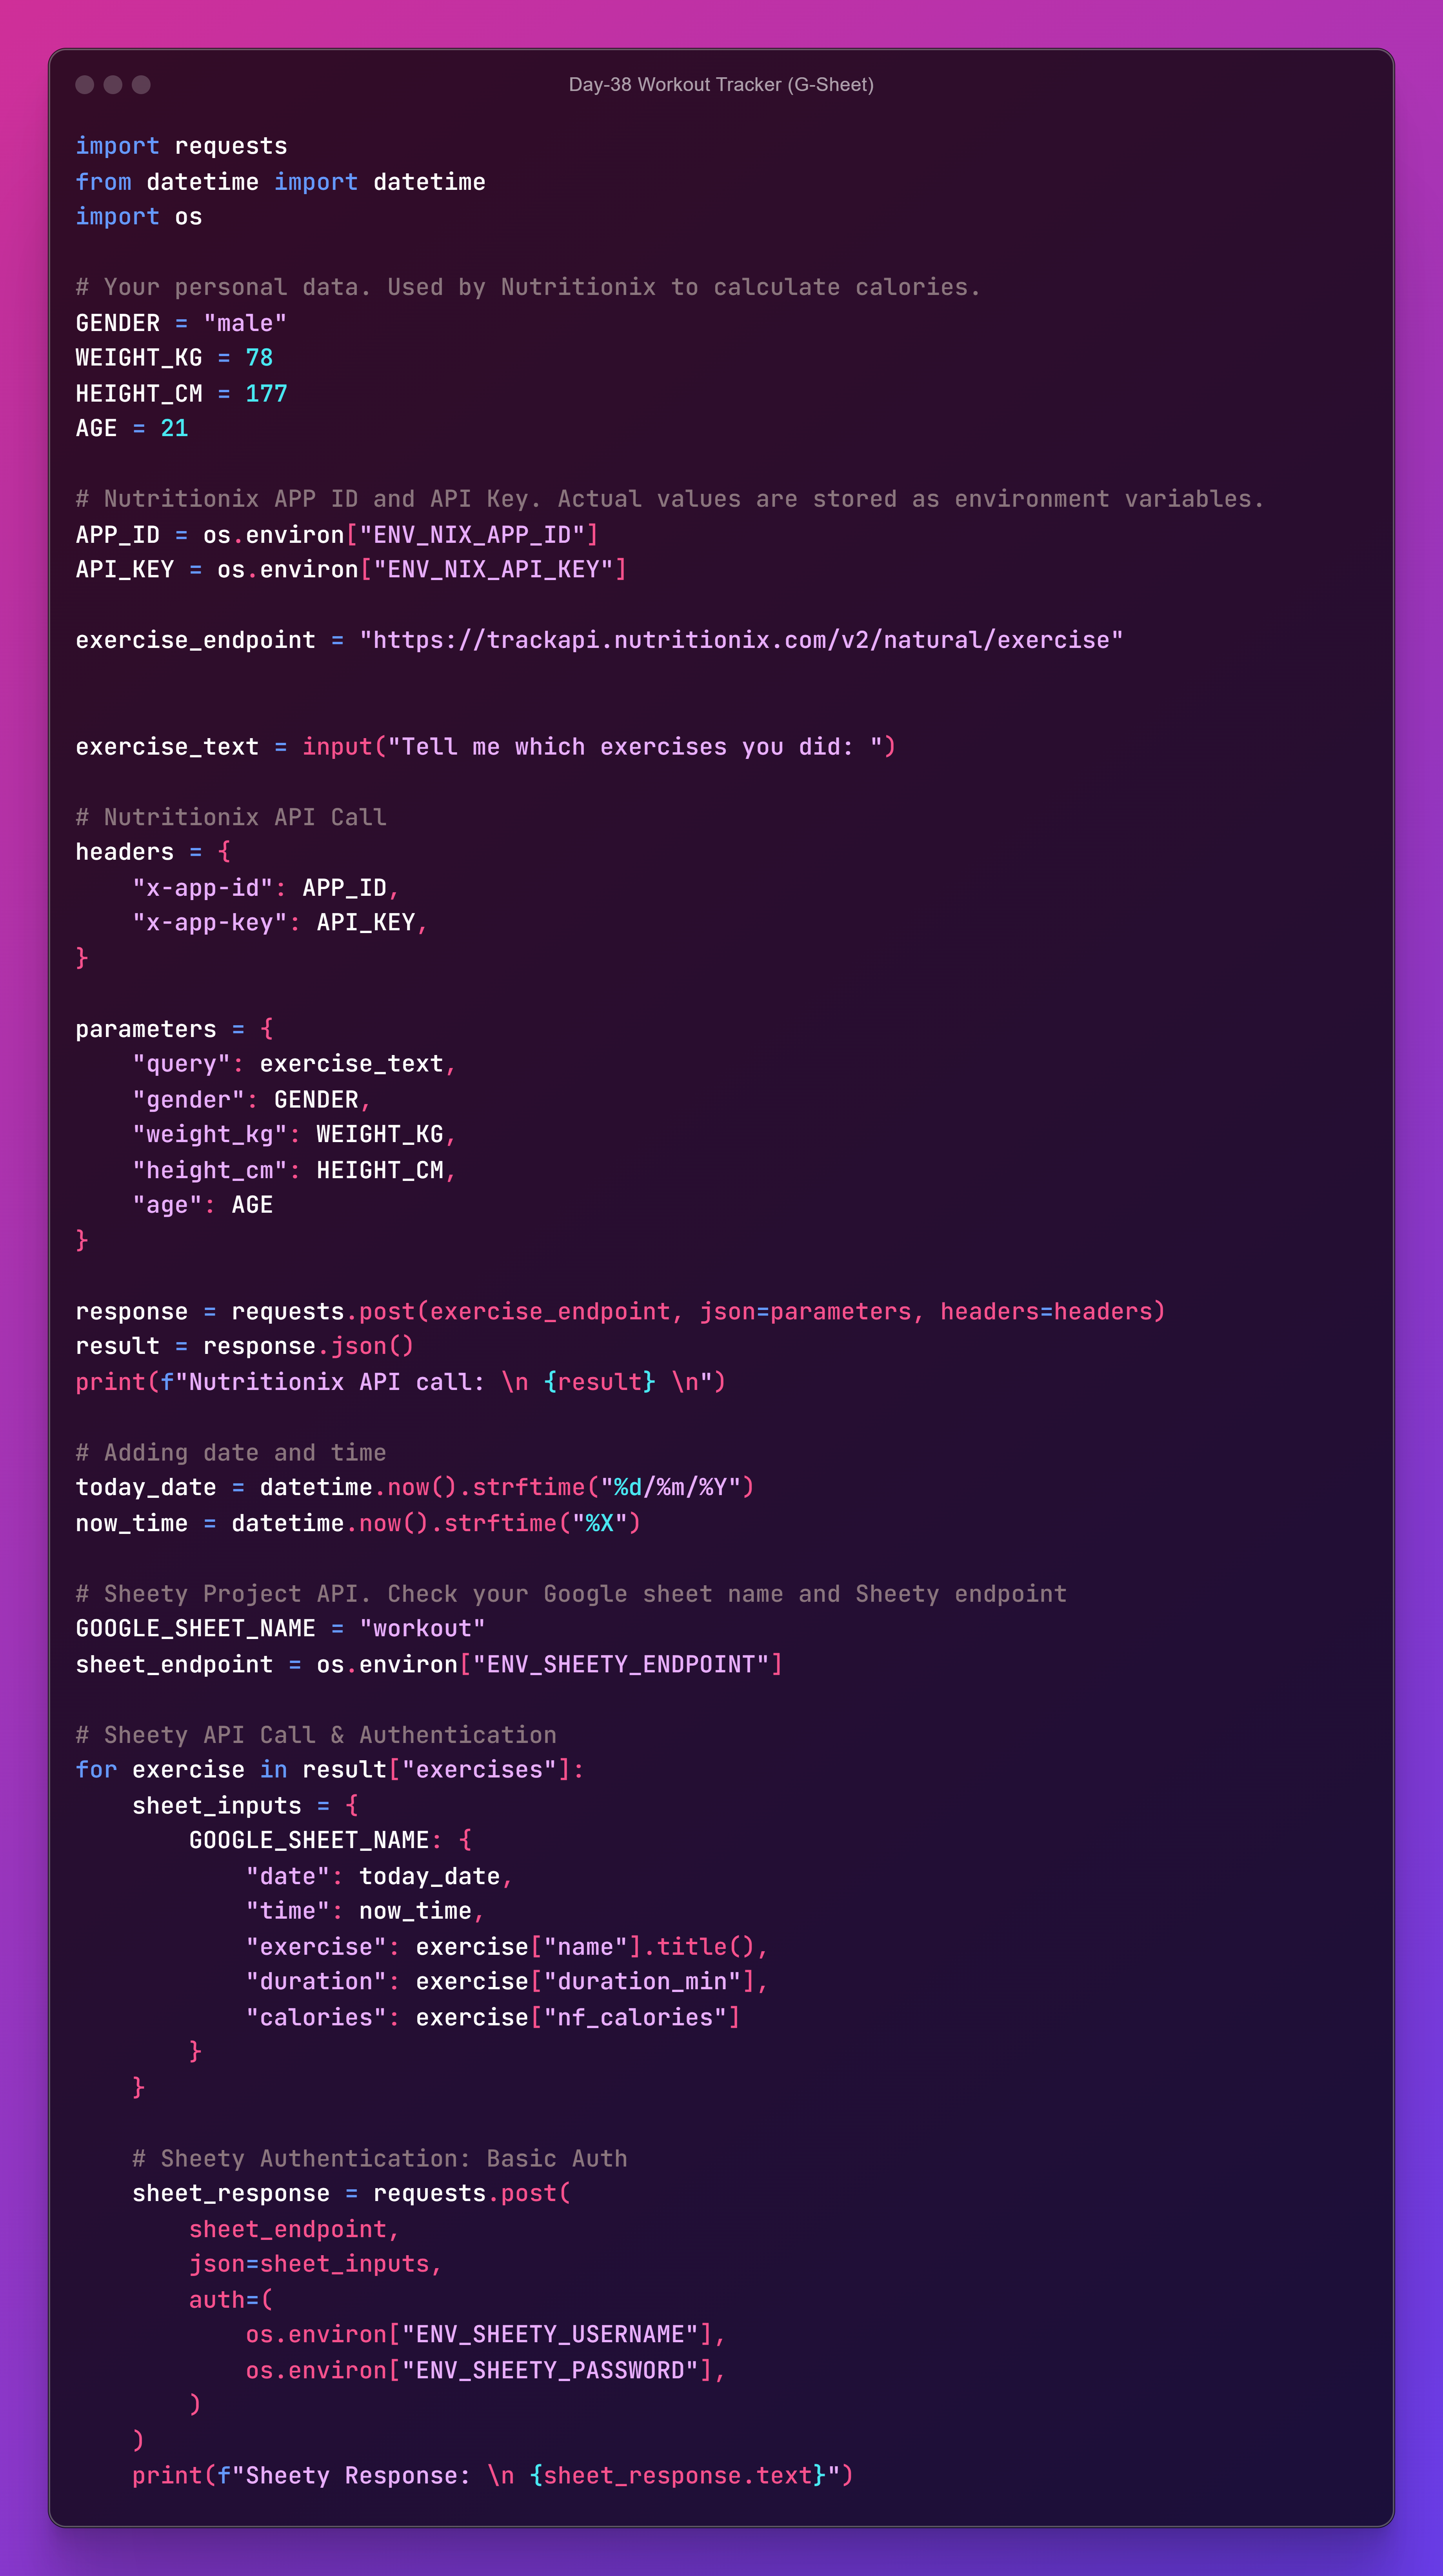 Day-38 Workout Tracker (G-Sheet)
import requests
from datetime import datetime
import os
# Your personal data. Used by Nutritionix to calculate calories.
GENDER = "male"
WEIGHT_KG = 78
HEIGHT_CM = 177
AGE = 21
# Nutritionix APP ID and API Key. Actual values are stored as environment variables.
APP_ID = os.environ["ENV_NIX_APP_ID"]
API_KEY = os.environ["ENV_NIX_API_KEY"]
exercise_endpoint = "https://trackapi.nutritionix.com/v2/natural/exercise"
exercise_text = input("Tell me which exercises you did: ")
# Nutritionix API Call
headers = {
    "x-app-id": APP_ID,
    "x-app-key": API_KEY,
}
parameters = {
    "query": exercise_text,
    "gender": GENDER,
    "weight_kg": WEIGHT_KG,
    "height_cm": HEIGHT_CM,
    "age": AGE
}
response = requests.post(exercise_endpoint, json=parameters, headers=headers)
result = response.json()
print(f"Nutritionix API call: \n {result} \n")
# Adding date and time
today_date = datetime.now().strftime("%d/%m/%Y")
now_time = datetime.now().strftime("%X")
# Sheety Project API. Check your Google sheet name and Sheety endpoint
GOOGLE_SHEET_NAME = "workout"
sheet_endpoint = os.environ["ENV_SHEETY_ENDPOINT"]
# Sheety API Call & Authentication
for exercise in result["exercises"]:
    sheet_inputs = {
        GOOGLE_SHEET_NAME: {
            "date": today_date,
            "time": now_time,
            "exercise": exercise["name"].title(),
            "duration": exercise["duration_min"],
            "calories": exercise["nf_calories"]
        }
    }
    # Sheety Authentication: Basic Auth
    sheet_response = requests.post(
        sheet_endpoint,
        json=sheet_inputs,
        auth=(
            os.environ["ENV_SHEETY_USERNAME"],
            os.environ["ENV_SHEETY_PASSWORD"],
        )
    )
    print(f"Sheety Response: \n {sheet_response.text}")